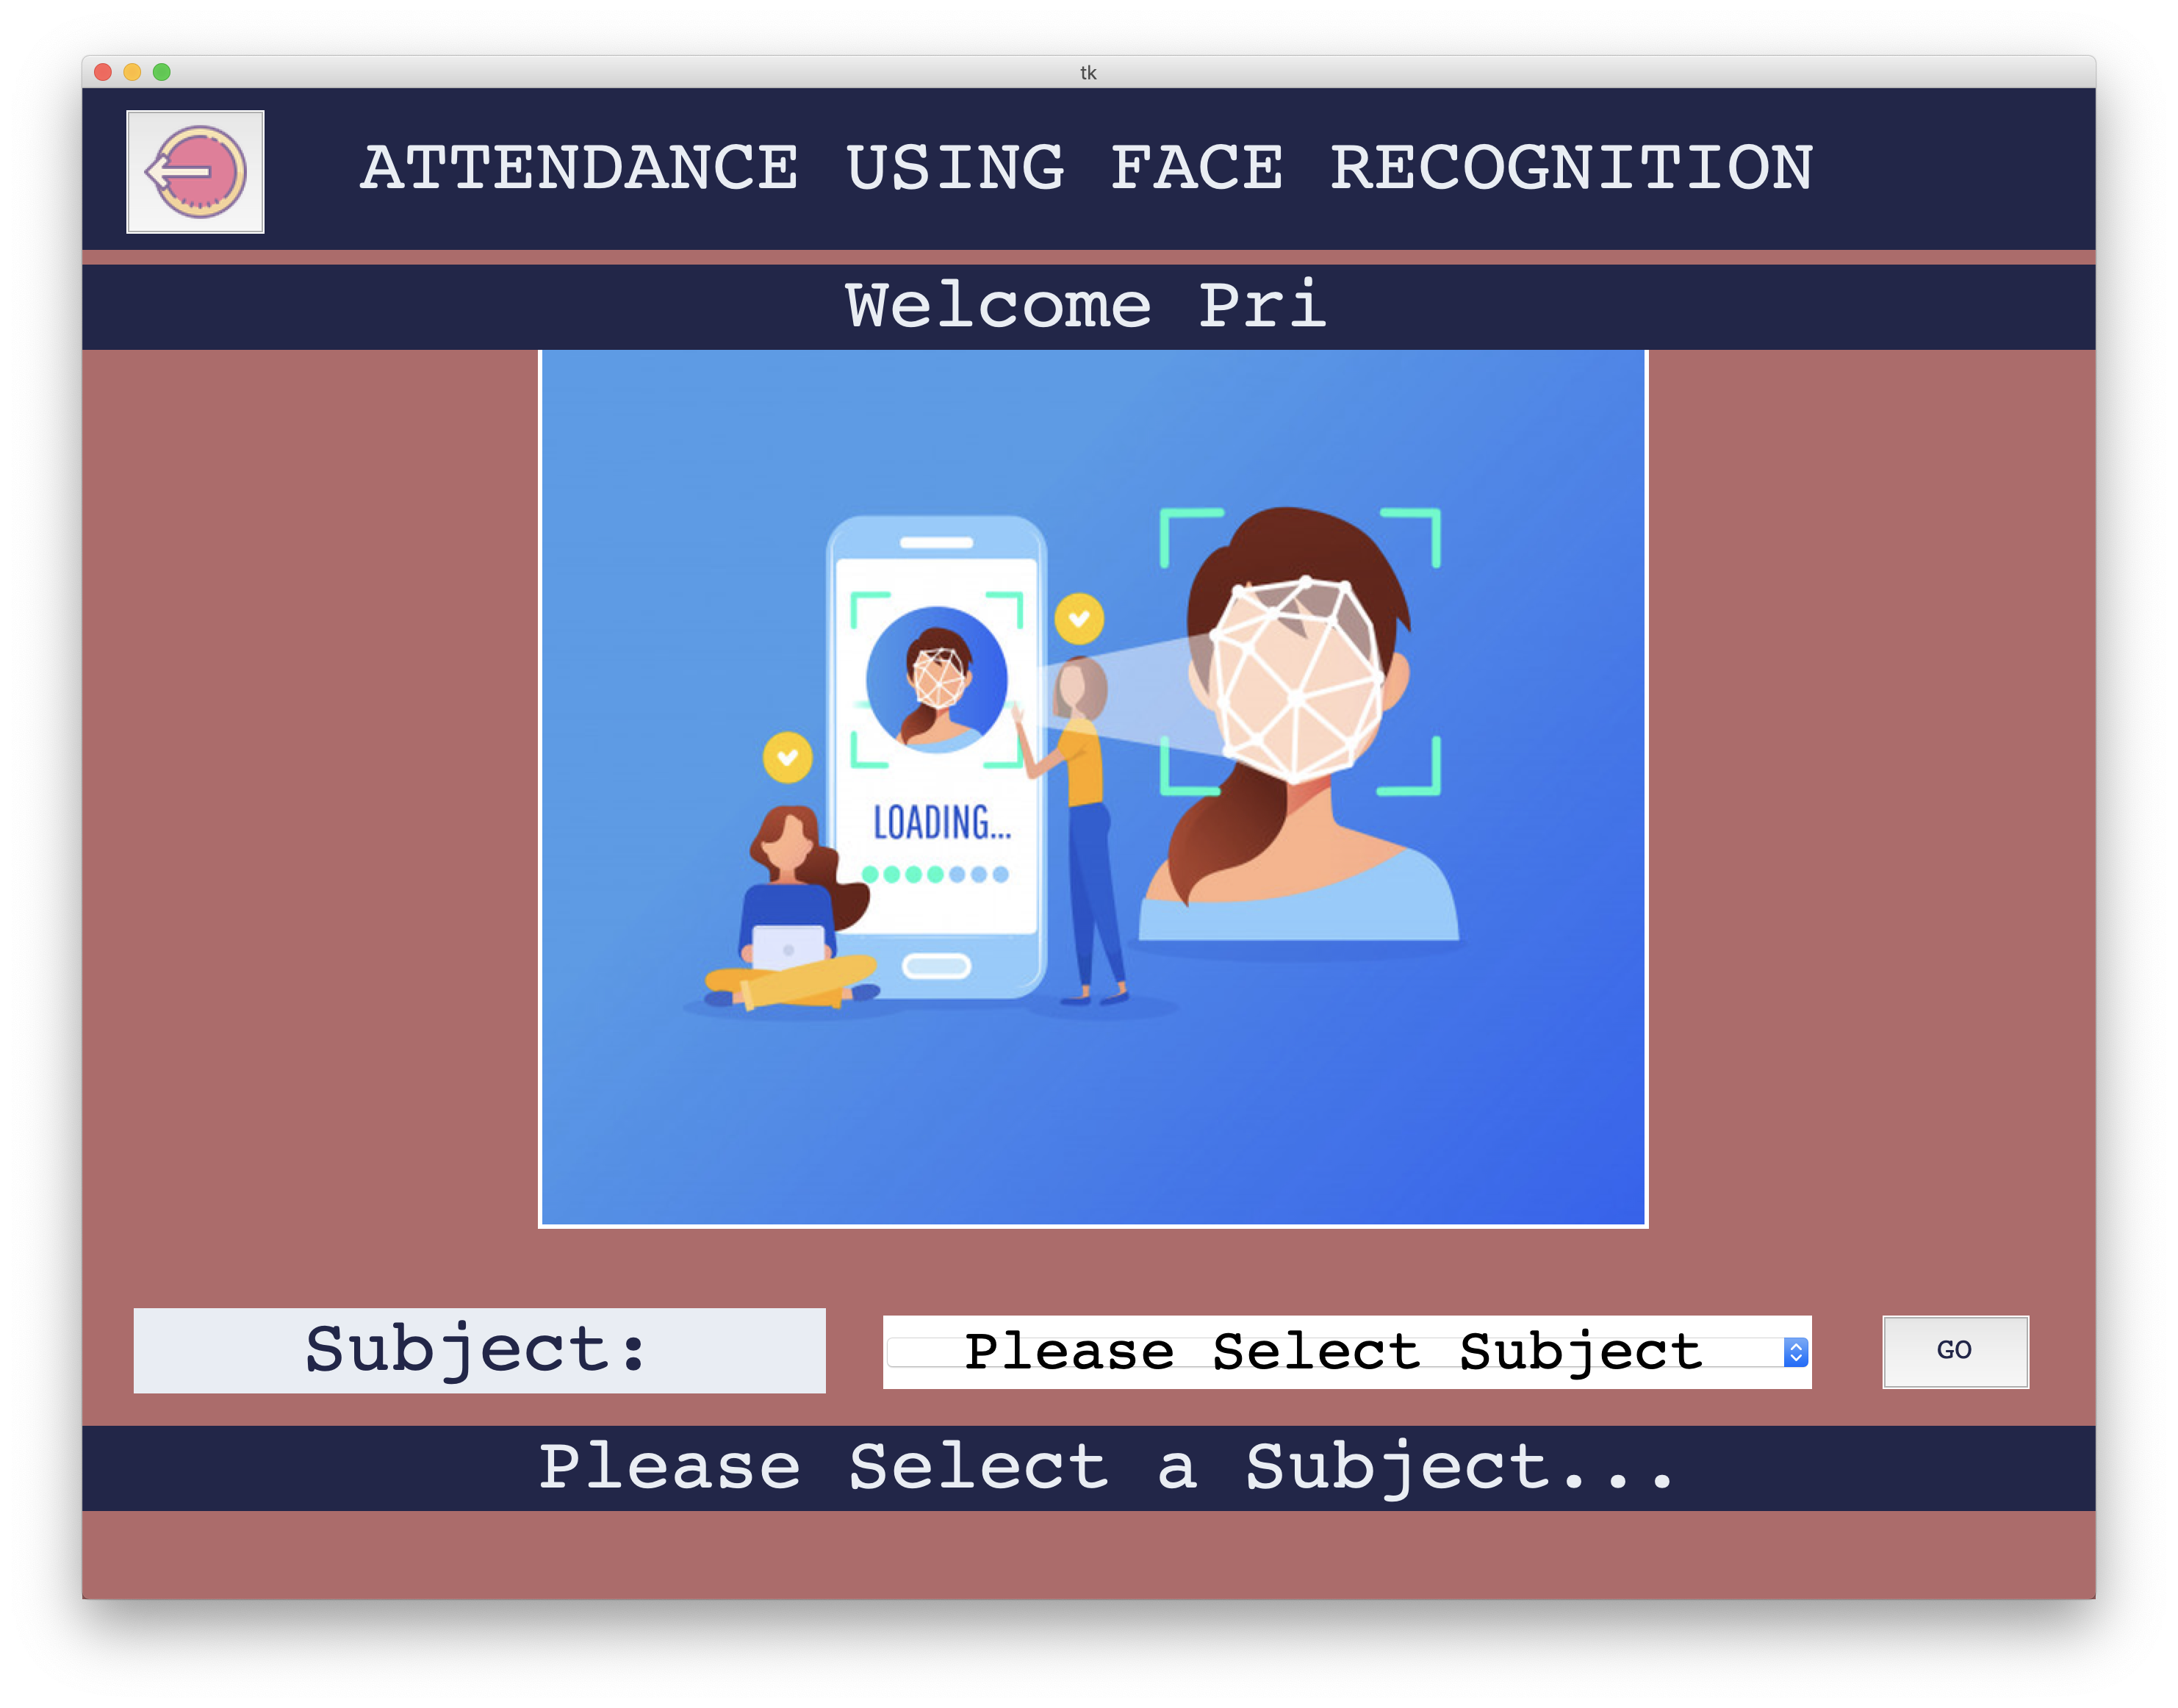 tk
ATTENDANCE USING FACE RECOGNITION
Welcome Pri
LOADING...
Subject:
Please Select Subject
GO
Please Select a Subject...